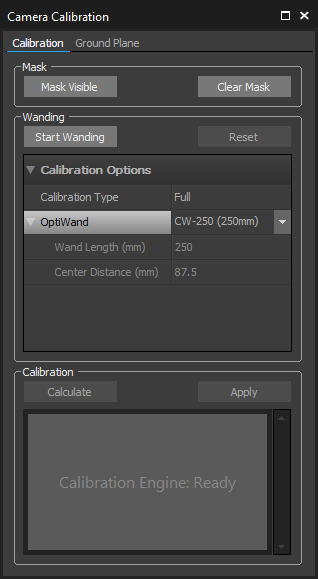 Camera Calibration
Calibration Ground Plane
Mask
Mask Visible Clear Mask
Wanding
Start Wanding Reset
Calibration Options
Calibration Type Full
OptiWand CW-250 (250mm)
Wand Length (mm) 250
Center Distance (mm) 87.5
Calibration
Calculate Apply
Calibration Engine: Ready